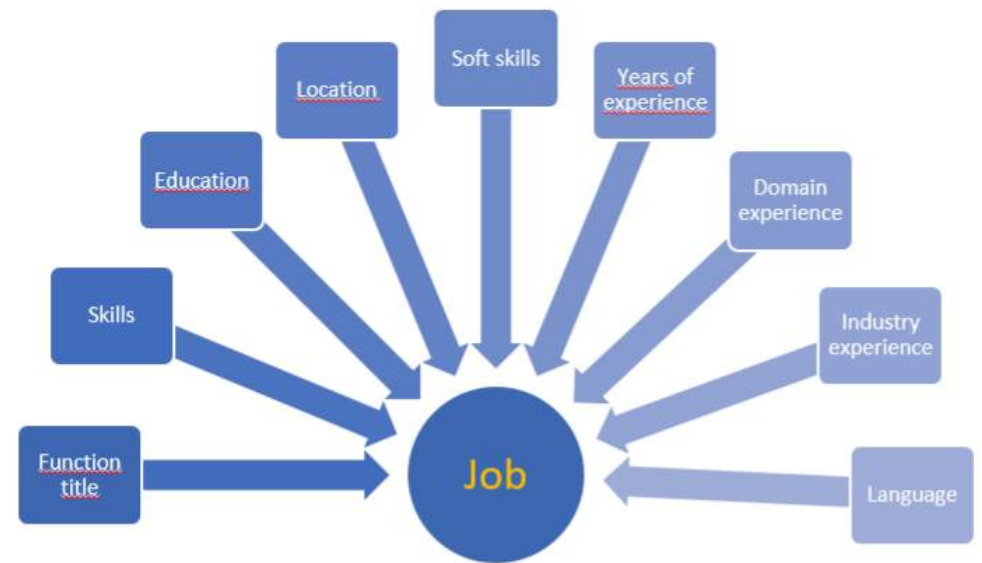 Soft skills
Location
Years of
experience
Education
Domain
experience
Skills
Industry
experience
Function
title
Job
Language